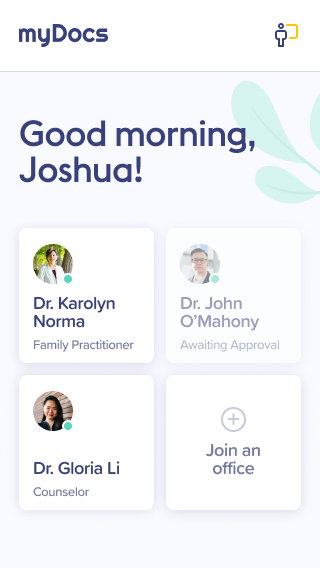 myDocs
Good morning,
Joshua!
Dr. Karolyn
Norma
Family Practitioner
Dr. John
O’Mahony
Awaiting Approval
Dr. Gloria Li
Counselor
Join an
office